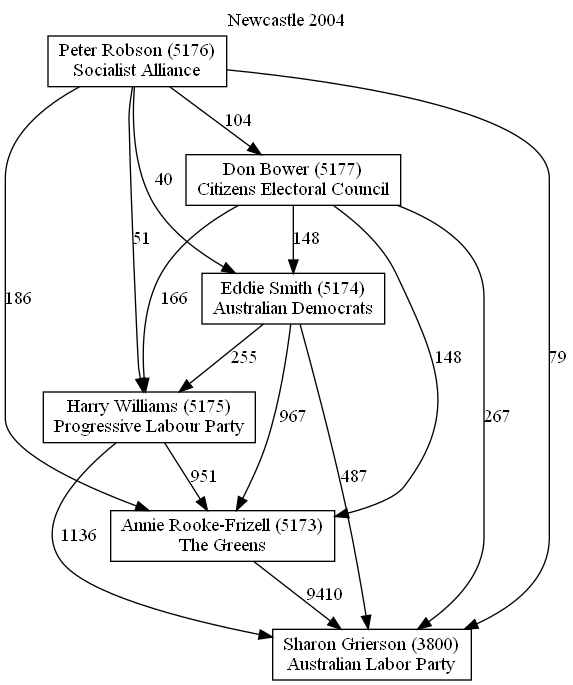 Newcastle 2004
Peter Robson (5176)
Socialist Alliance
104
Don Bower (5177)
Citizens Electoral Council
40
51
148
186
166
79
Eddie Smith (5174)
Australian Democrats
255
148
Harry Williams (5175)
Progressive Labour Party
967
267
951
487
1136
Annie Rooke-Frizell (5173)
The Greens
9410
Sharon Grierson (3800)
Australian Labor Party